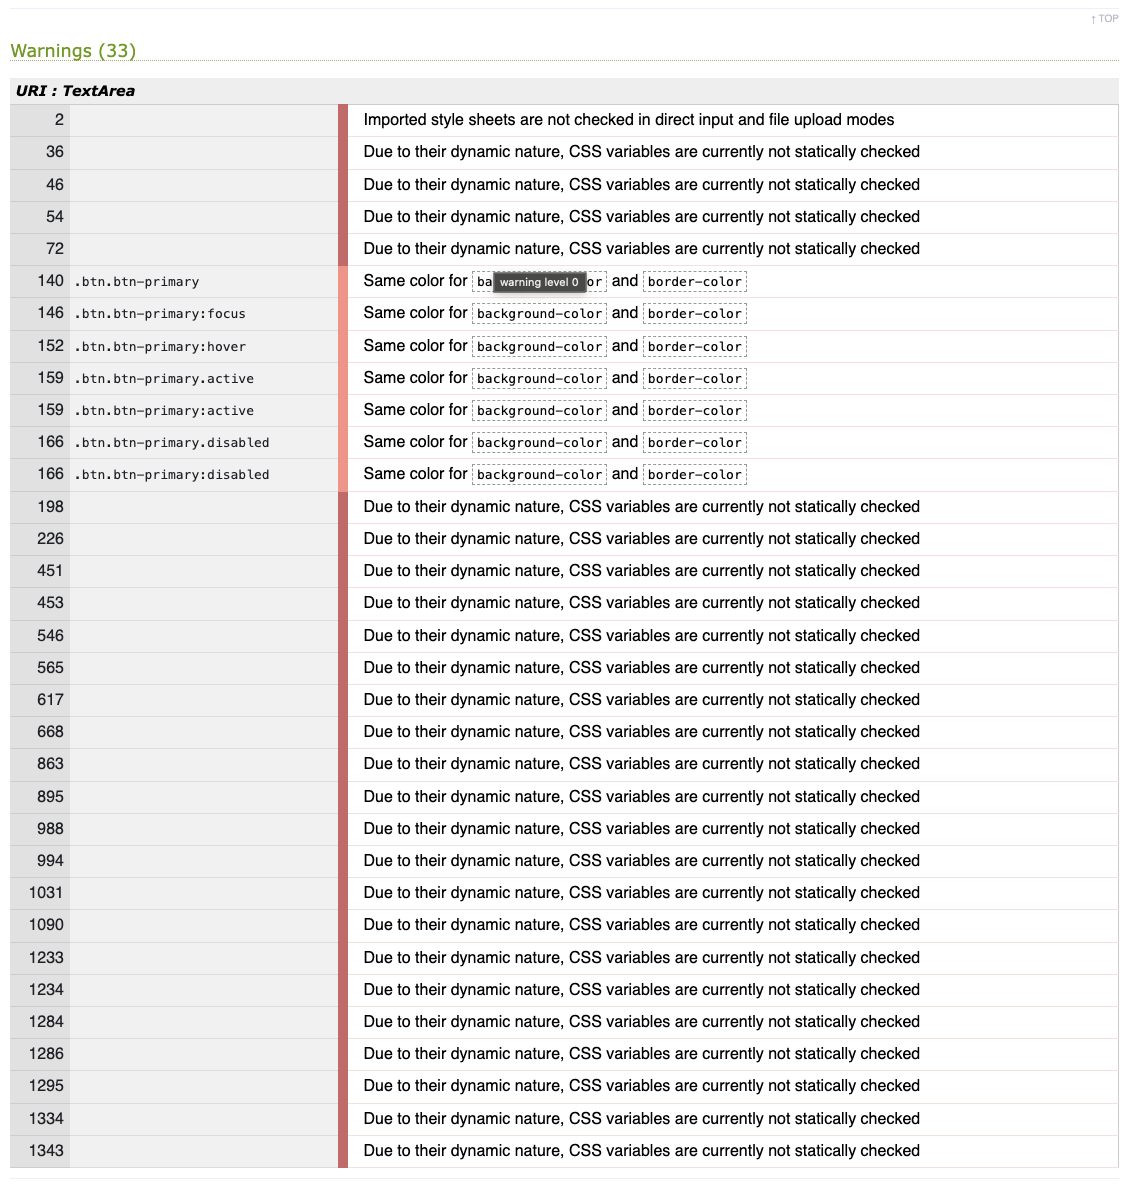 ↑ TOP
Warnings (33)
URI : TextArea
2 Imported style sheets are not checked in direct input and file upload modes
36 Due to their dynamic nature, CSS variables are currently not statically checked
46 Due to their dynamic nature, CSS variables are currently not statically checked
54 Due to their dynamic nature, CSS variables are currently not statically checked
72 Due to their dynamic nature, CSS variables are currently not statically checked
140 .btn.btn-primary Same color for ba warning level 0 or and border-color
146 .btn.btn-primary:focus Same color for background-color and border-color
152 .btn.btn-primary:hover Same color for background-color and border-color
159 .btn.btn-primary.active Same color for background-color and border-color
159 .btn.btn-primary:active Same color for background-color and border-color
166 .btn.btn-primary.disabled Same color for background-color and border-color
166 .btn.btn-primary:disabled Same color for background-color and border-color
198 Due to their dynamic nature, CSS variables are currently not statically checked
226 Due to their dynamic nature, CSS variables are currently not statically checked
451 Due to their dynamic nature, CSS variables are currently not statically checked
453 Due to their dynamic nature, CSS variables are currently not statically checked
546 Due to their dynamic nature, CSS variables are currently not statically checked
565 Due to their dynamic nature, CSS variables are currently not statically checked
617 Due to their dynamic nature, CSS variables are currently not statically checked
668 Due to their dynamic nature, CSS variables are currently not statically checked
863 Due to their dynamic nature, CSS variables are currently not statically checked
895 Due to their dynamic nature, CSS variables are currently not statically checked
988 Due to their dynamic nature, CSS variables are currently not statically checked
994 Due to their dynamic nature, CSS variables are currently not statically checked
1031 Due to their dynamic nature, CSS variables are currently not statically checked
1090 Due to their dynamic nature, CSS variables are currently not statically checked
1233 Due to their dynamic nature, CSS variables are currently not statically checked
1234 Due to their dynamic nature, CSS variables are currently not statically checked
1284 Due to their dynamic nature, CSS variables are currently not statically checked
1286 Due to their dynamic nature, CSS variables are currently not statically checked
1295 Due to their dynamic nature, CSS variables are currently not statically checked
1334 Due to their dynamic nature, CSS variables are currently not statically checked
1343 Due to their dynamic nature, CSS variables are currently not statically checked